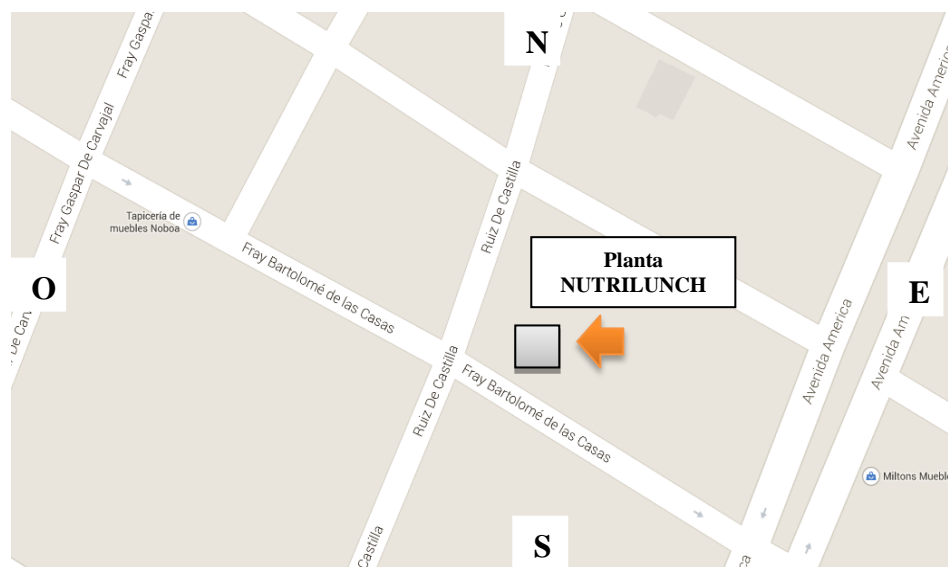 Fray Gaspar
N
Avenida America
Fray Gaspar De Carvajal
Ruiz De Castilla
Tapicería de
muebles Noboa
Planta
NUTRILUNCH
Fray Bartolomé de las Casas
O
E
Avenida America
Avenida Am
Ruiz De Castilla
Fray Bartolomé de las Casas
Miltons Mueble
S
Castilla